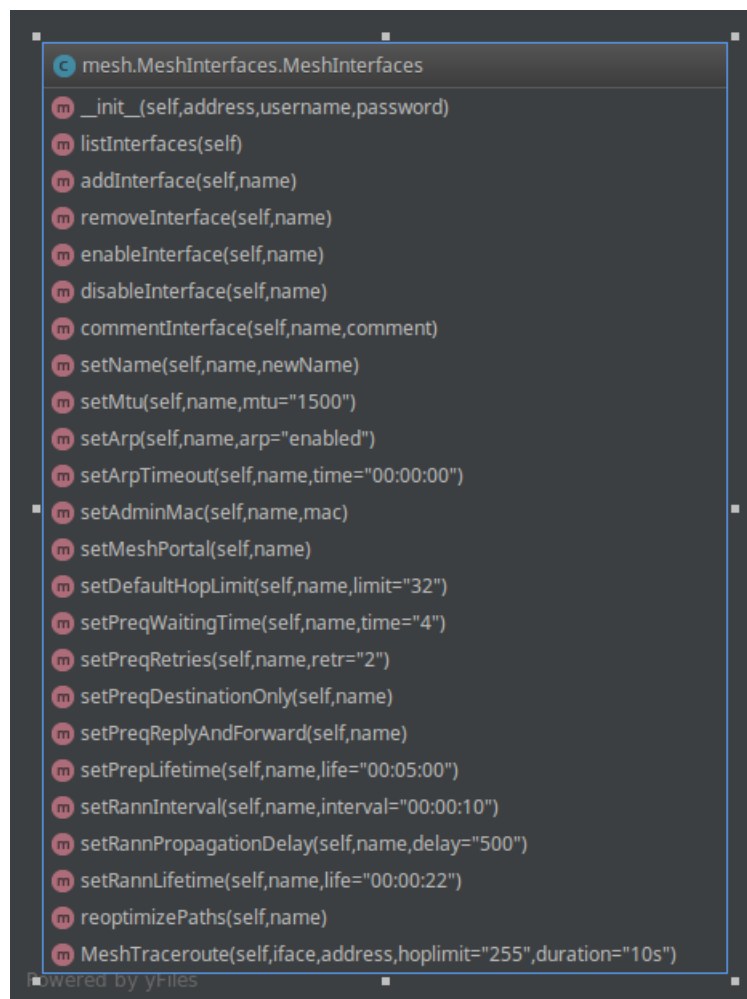 C mesh.MeshInterfaces.MeshInterfaces
m __init__(self,address,username,password)
m listInterfaces(self)
m addInterface(self,name)
m removeInterface(self,name)
m enableInterface(self,name)
m disableInterface(self,name)
m commentInterface(self,name,comment)
m setName(self,name,newName)
m setMtu(self,name,mtu="1500")
m setArp(self,name,arp="enabled")
m setArpTimeout(self,name,time="00:00:00")
m setAdminMac(self,name,mac)
m setMeshPortal(self,name)
m setDefaultHopLimit(self,name,limit="32")
m setPreqWaitingTime(self,name,time="4")
m setPreqRetries(self,name,retr="2")
m setPreqDestinationOnly(self,name)
m setPreqReplyAndForward(self,name)
m setPrepLifetime(self,name,life="00:05:00")
m setRannInterval(self,name,interval="00:00:10")
m setRannPropagationDelay(self,name,delay="500")
m setRannLifetime(self,name,life="00:00:22")
m reoptimizePaths(self,name)
m MeshTraceroute(self,iface,address,hoplimit="255",duration="10s")
Powered by yFiles